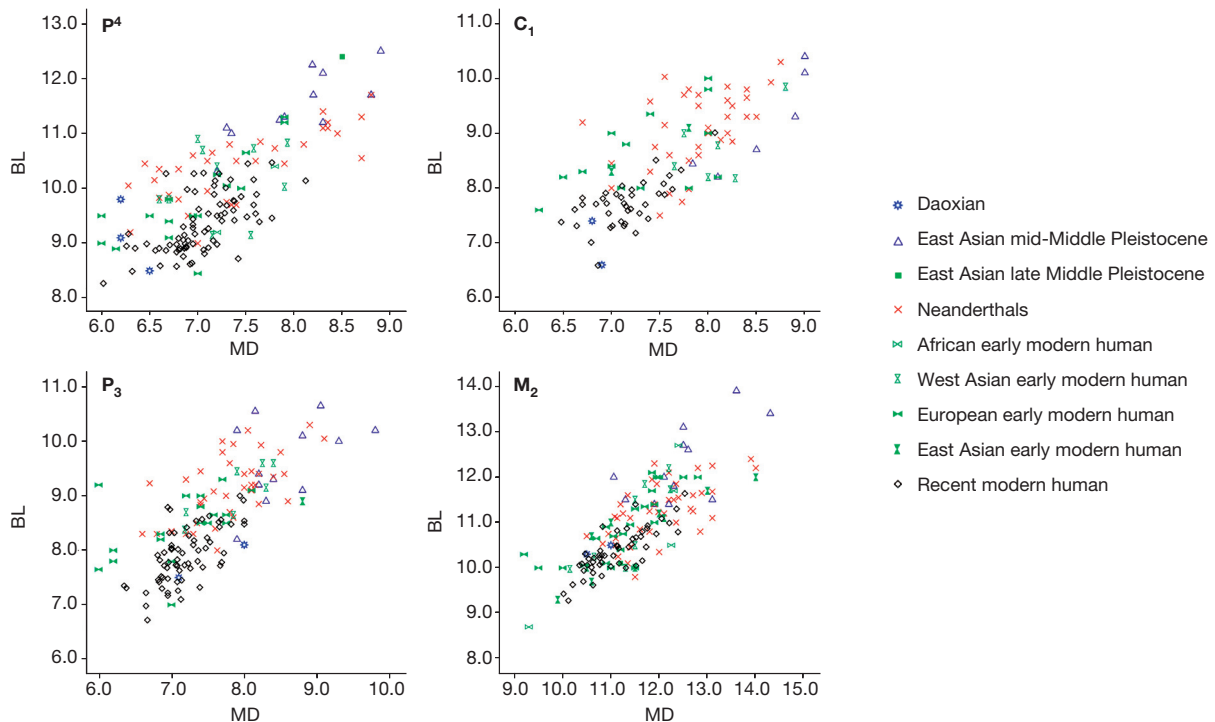 P⁴
13.0
12.0
11.0
10.0
9.0
8.0
BL
6.0 6.5 7.0 7.5 8.0 8.5 9.0
MD
C₁
11.0
10.0
9.0
8.0
7.0
6.0
BL
6.0 6.5 7.0 7.5 8.0 8.5 9.0
MD
P₃
11.0
10.0
9.0
8.0
7.0
6.0
BL
6.0 7.0 8.0 9.0 10.0
MD
M₂
14.0
13.0
12.0
11.0
10.0
9.0
8.0
BL
9.0 10.0 11.0 12.0 13.0 14.0 15.0
MD
Daoxian
East Asian mid-Middle Pleistocene
East Asian late Middle Pleistocene
Neanderthals
African early modern human
West Asian early modern human
European early modern human
East Asian early modern human
Recent modern human